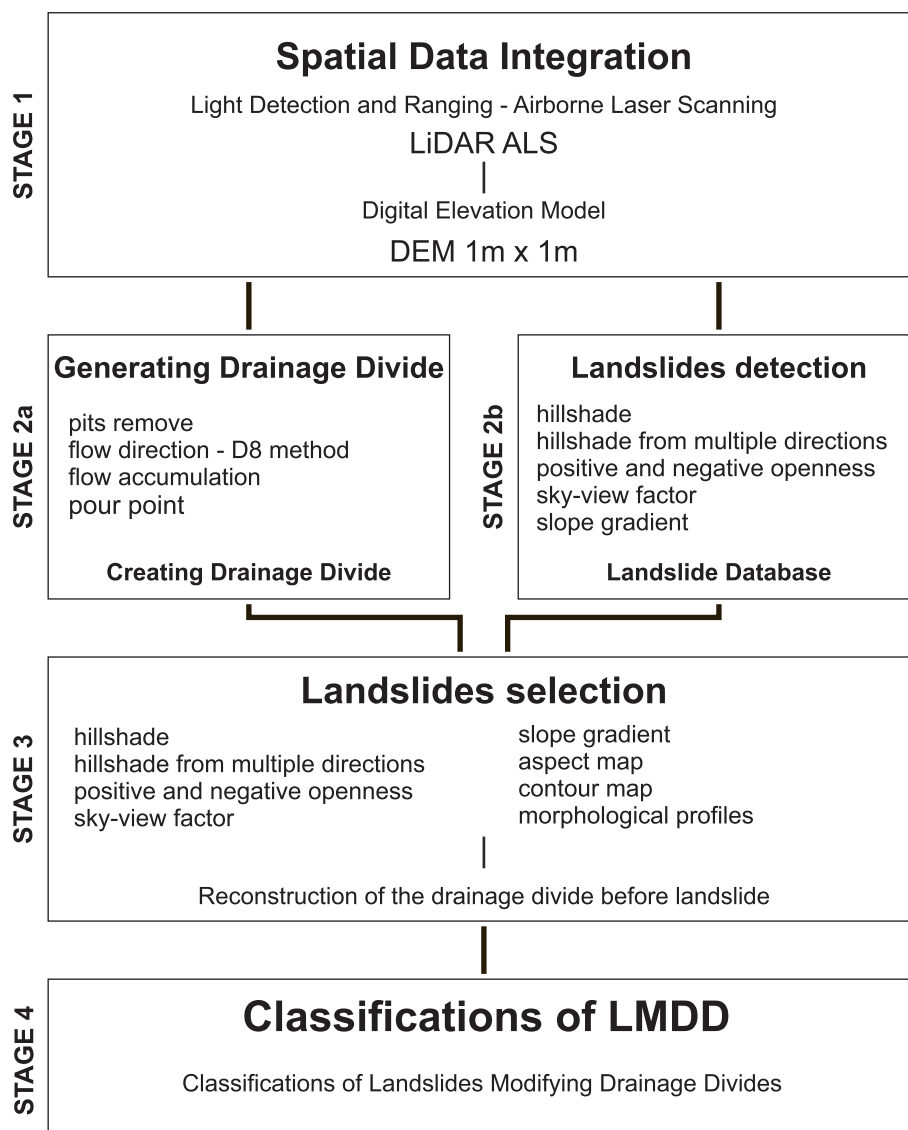 STAGE 1
Spatial Data Integration
Light Detection and Ranging - Airborne Laser Scanning
LiDAR ALS
Digital Elevation Model
DEM 1m x 1m
STAGE 2a
Generating Drainage Divide
pits remove
flow direction - D8 method
flow accumulation
pour point
Creating Drainage Divide
STAGE 2b
Landslides detection
hillshade
hillshade from multiple directions
positive and negative openness
sky-view factor
slope gradient
Landslide Database
STAGE 3
Landslides selection
hillshade
hillshade from multiple directions
positive and negative openness
sky-view factor
slope gradient
aspect map
contour map
morphological profiles
Reconstruction of the drainage divide before landslide
STAGE 4
Classifications of LMDD
Classifications of Landslides Modifying Drainage Divides